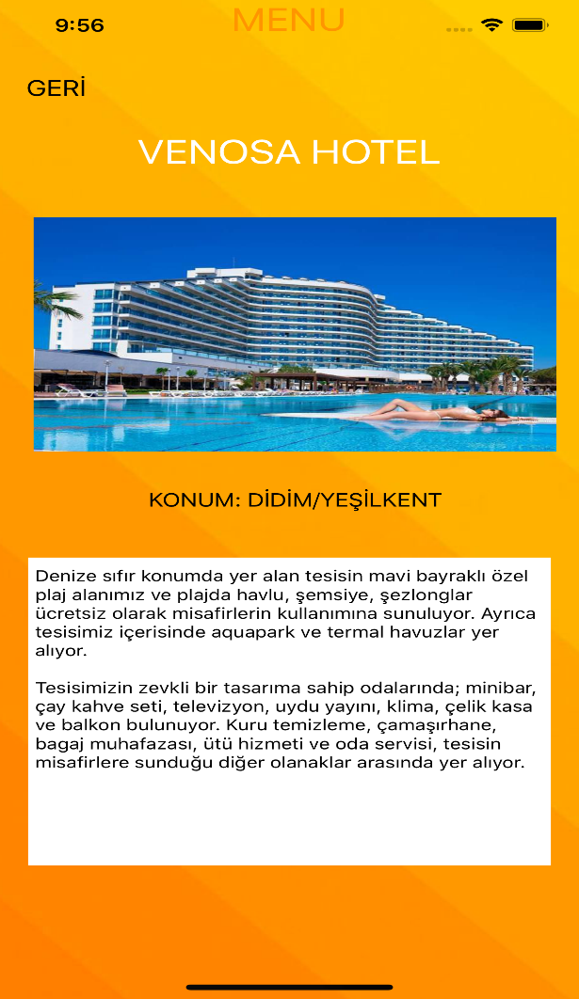 9:56
MENU
GERİ
VENOSA HOTEL
KONUM: DİDİM/YEŞİLKENT
Denize sıfır konumda yer alan tesisin mavi bayraklı özel
plaj alanımız ve plajda havlu, şemsiye, şezlonglar
ücretsiz olarak misafirlerin kullanımına sunuluyor. Ayrıca
tesisimiz içerisinde aquapark ve termal havuzlar yer
alıyor.
Tesisimizin zevkli bir tasarıma sahip odalarında; minibar,
çay kahve seti, televizyon, uydu yayını, klima, çelik kasa
ve balkon bulunuyor. Kuru temizleme, çamaşırhane,
bagaj muhafazası, ütü hizmeti ve oda servisi, tesisin
misafirlere sunduğu diğer olanaklar arasında yer alıyor.